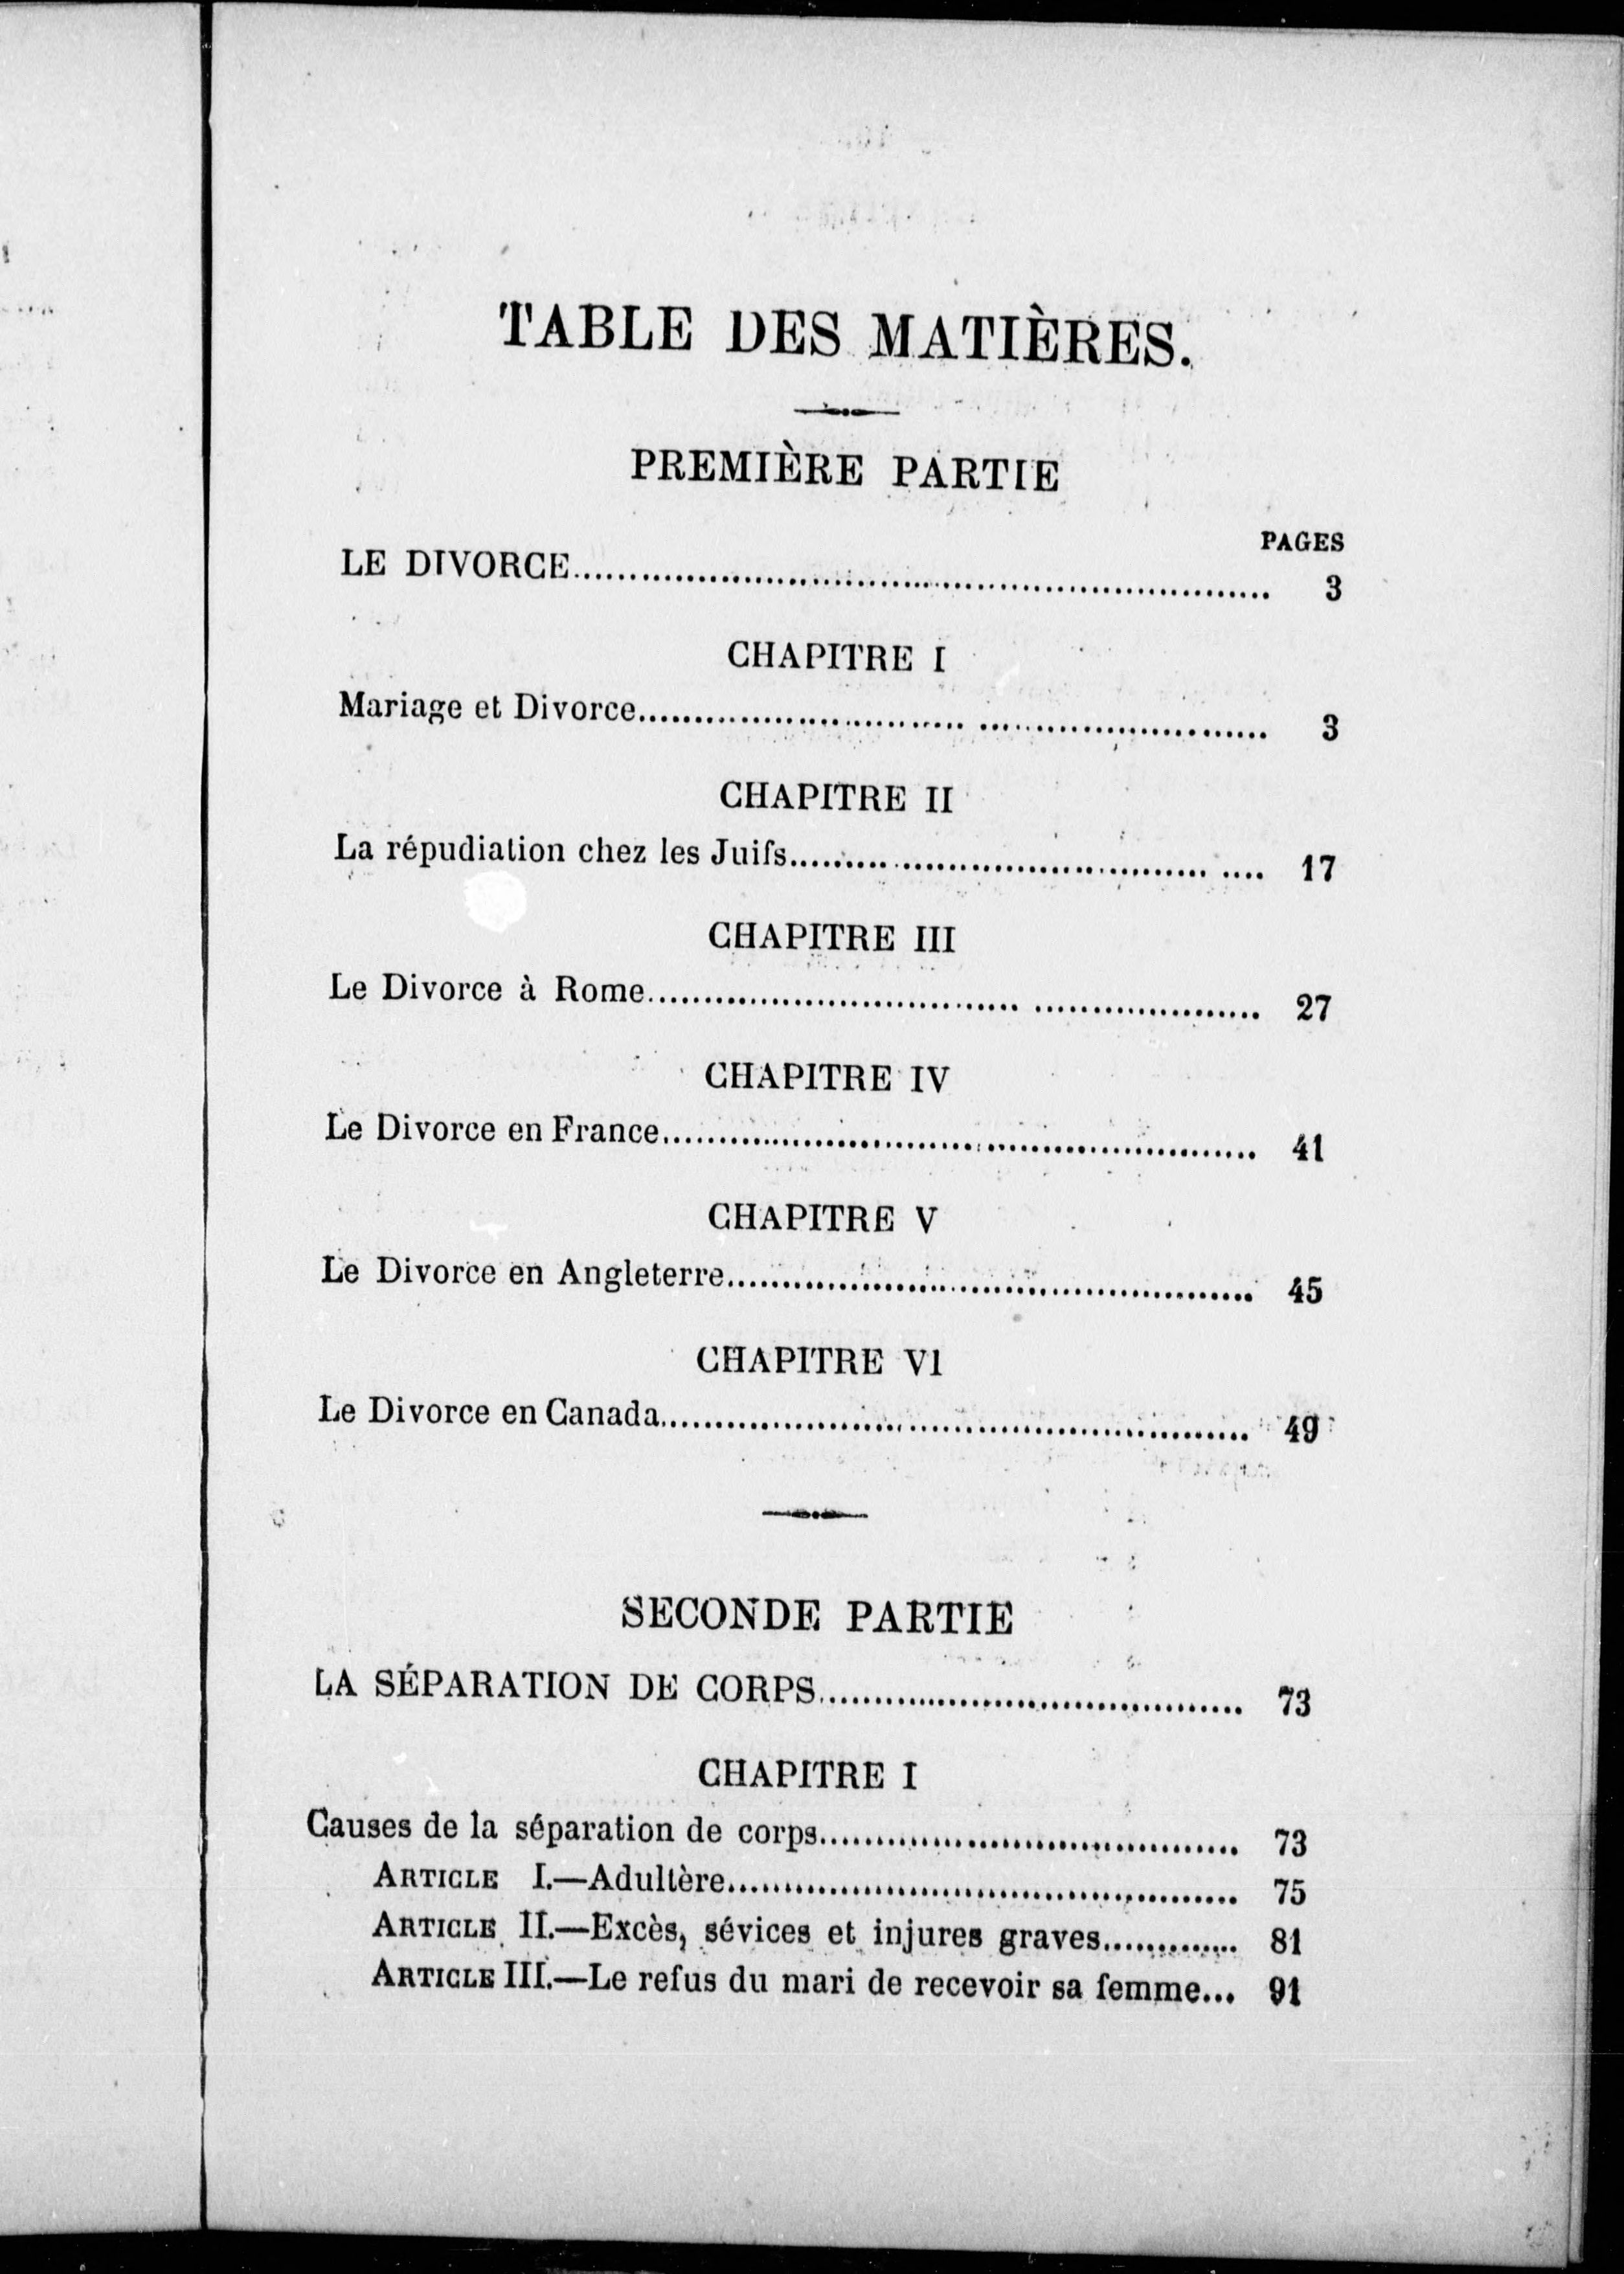 TABLE DES MATIÈRES.
PREMIÈRE PARTIE
PAGES
LE DIVORCE........................................ 3
CHAPITRE I
Mariage et Divorce........................................ 3
CHAPITRE II
La répudiation chez les Juifs........................................ 17
CHAPITRE III
Le Divorce à Rome........................................ 27
CHAPITRE IV
Le Divorce en France........................................ 41
CHAPITRE V
Le Divorce en Angleterre........................................ 45
CHAPITRE VI
Le Divorce en Canada........................................ 49
SECONDE PARTIE
LA SÉPARATION DE CORPS........................................ 73
CHAPITRE I
Causes de la séparation de corps........................................ 73
ARTICLE I.—Adultère........................................ 75
ARTICLE II.—Excès, sévices et injures graves.............. 81
ARTICLE III.—Le refus du mari de recevoir sa femme... 91